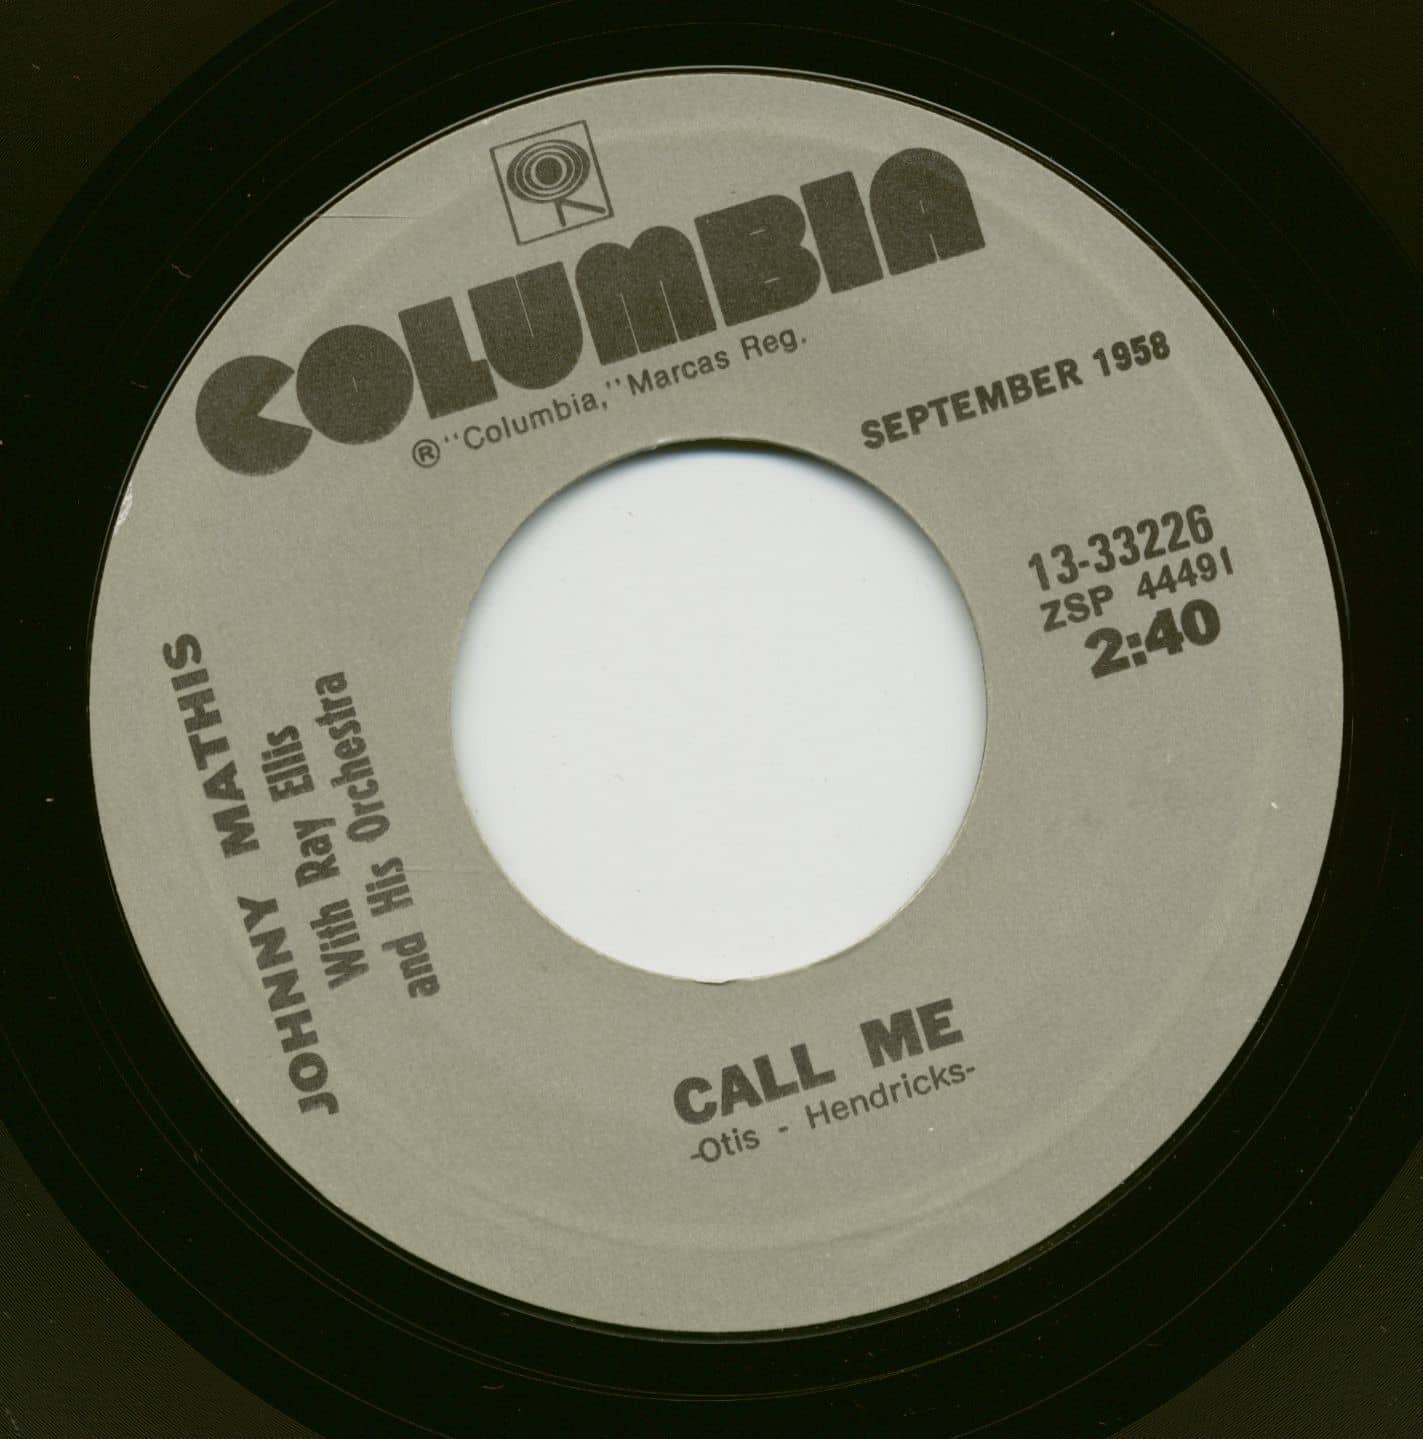 COLUMBIA
® "Columbia," Marcas Reg.
SEPTEMBER 1958
13-33226
ZSP 44491
2:40
JOHNNY MATHIS
With Ray Ellis
and His Orchestra
CALL ME
-Otis - Hendricks-